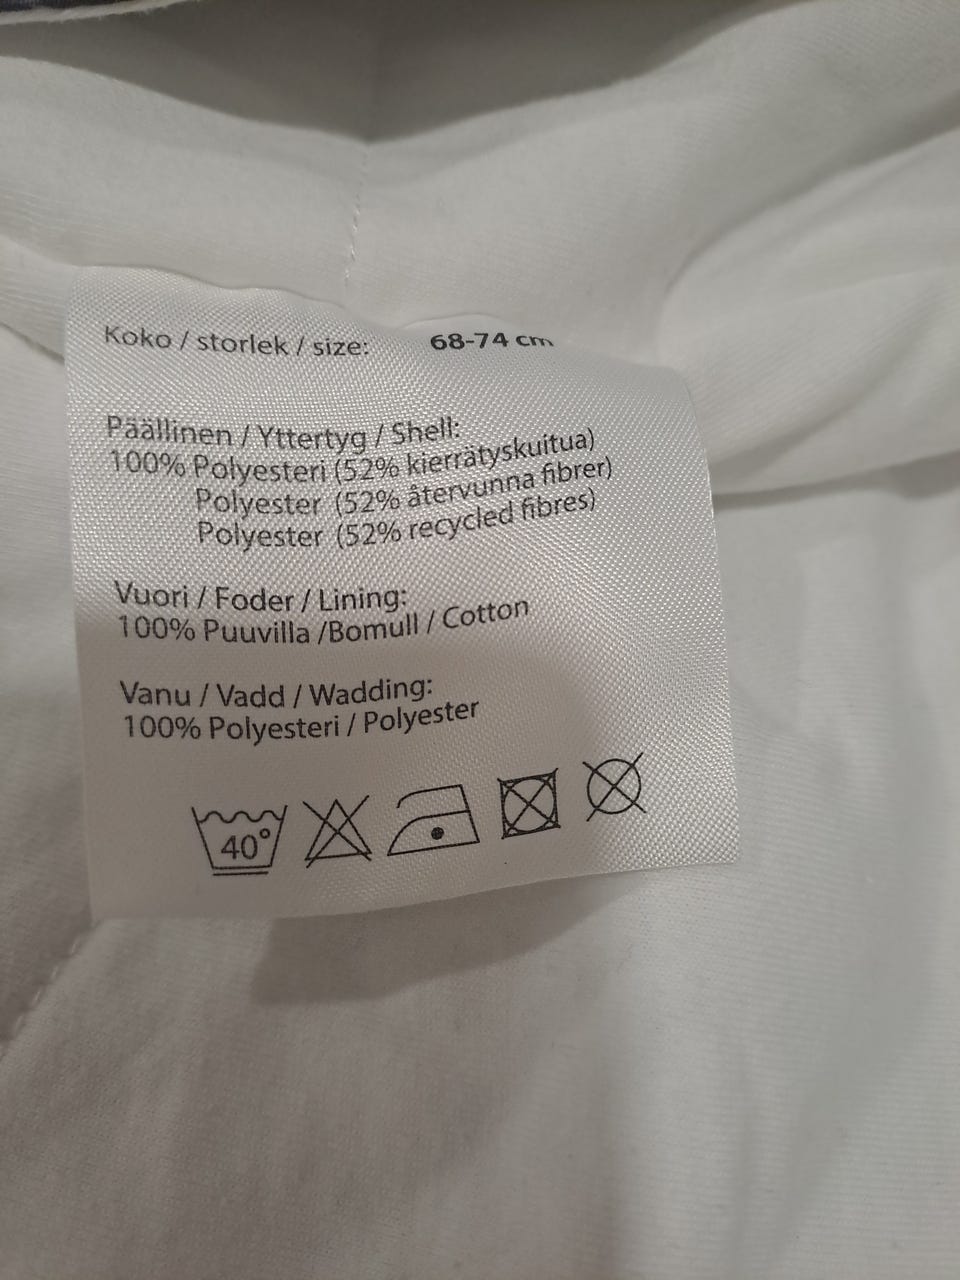 Koko / storlek / size: 68-74 cm
Päällinen / Yttertyg / Shell:
100% Polyesteri (52% kierrätyskuitua)
Polyester (52% återvunna fibrer)
Polyester (52% recycled fibres)
Vuori / Foder / Lining:
100% Puuvilla /Bomull / Cotton
Vanu / Vadd / Wadding:
100% Polyesteri / Polyester
40°